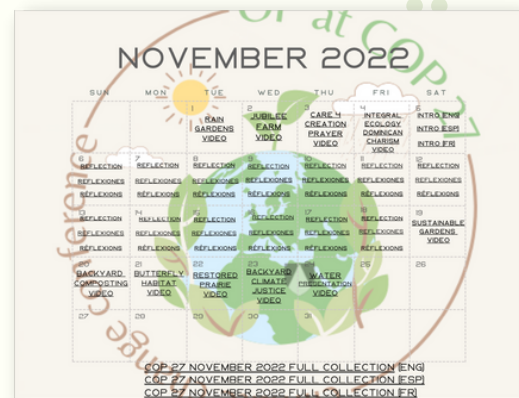 OP at COP 27
NOVEMBER 2022
SUN MON TUE WED THU FRI SAT
1 2 3 4 5
RAIN GARDENS VIDEO
JUBILEE FARM VIDEO
CARE 4 CREATION PRAYER VIDEO
INTEGRAL ECOLOGY DOMINICAN CHARISM VIDEO
INTRO (ENG)
INTRO (ESP)
INTRO (FR)
6 7 8 9 10 11 12
REFLECTION REFLECTION REFLECTION REFLECTION REFLECTION REFLECTION REFLECTION
REFLEXIONES REFLEXIONES REFLEXIONES REFLEXIONES REFLEXIONES REFLEXIONES REFLEXIONES
RÉFLEXIONS RÉFLEXIONS RÉFLEXIONS RÉFLEXIONS RÉFLEXIONS RÉFLEXIONS RÉFLEXIONS
13 14 15 16 17 18 19
REFLECTION REFLECTION REFLECTION REFLECTION REFLECTION REFLECTION
REFLEXIONES REFLEXIONES REFLEXIONES REFLEXIONES REFLEXIONES REFLEXIONES
RÉFLEXIONS RÉFLEXIONS RÉFLEXIONS RÉFLEXIONS RÉFLEXIONS RÉFLEXIONS
SUSTAINABLE GARDENS VIDEO
20 21 22 23 24 25 26
BACKYARD COMPOSTING VIDEO
BUTTERFLY HABITAT VIDEO
RESTORED PRAIRIE VIDEO
BACKYARD CLIMATE JUSTICE VIDEO
WATER PRESENTATION VIDEO
27 28 29 30 31
COP 27 NOVEMBER 2022 FULL COLLECTION (ENG)
COP 27 NOVEMBER 2022 FULL COLLECTION (ESP)
COP 27 NOVEMBER 2022 FULL COLLECTION (FR)
change conference